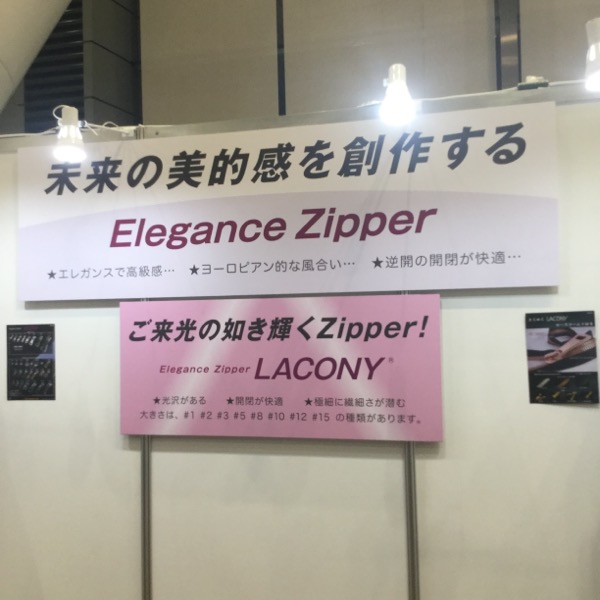 未来の美的感を創作する
Elegance Zipper
★エレガンスで高級感… ★ヨーロピアン的な風合い… ★逆開の開閉が快適…
ご来光の如き輝くZipper!
Elegance Zipper LACONY®
★光沢がある ★開閉が快適 ★極細に繊細さが潜む
大きさは、#1 #2 #3 #5 #8 #10 #12 #15 の種類があります。
LACONY